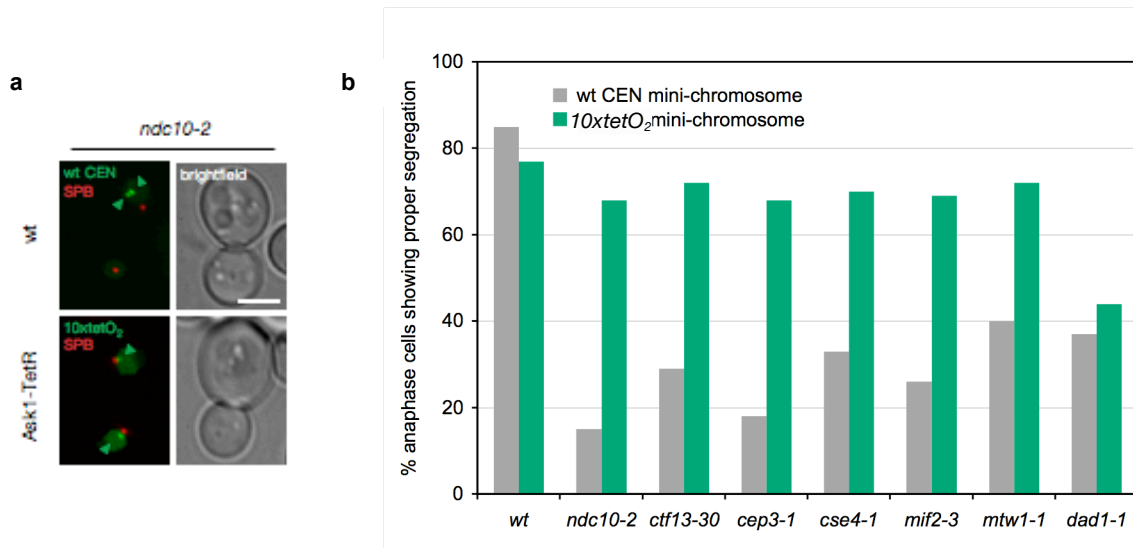 a
ndc10-2
wt CEN
SPB
brightfield
wt
10xtetO₂
SPB
Ask1-TetR
b
% anaphase cells showing proper segregation
100
80
60
40
20
0
wt CEN mini-chromosome
10xtetO₂mini-chromosome
wt ndc10-2 ctf13-30 cep3-1 cse4-1 mif2-3 mtw1-1 dad1-1